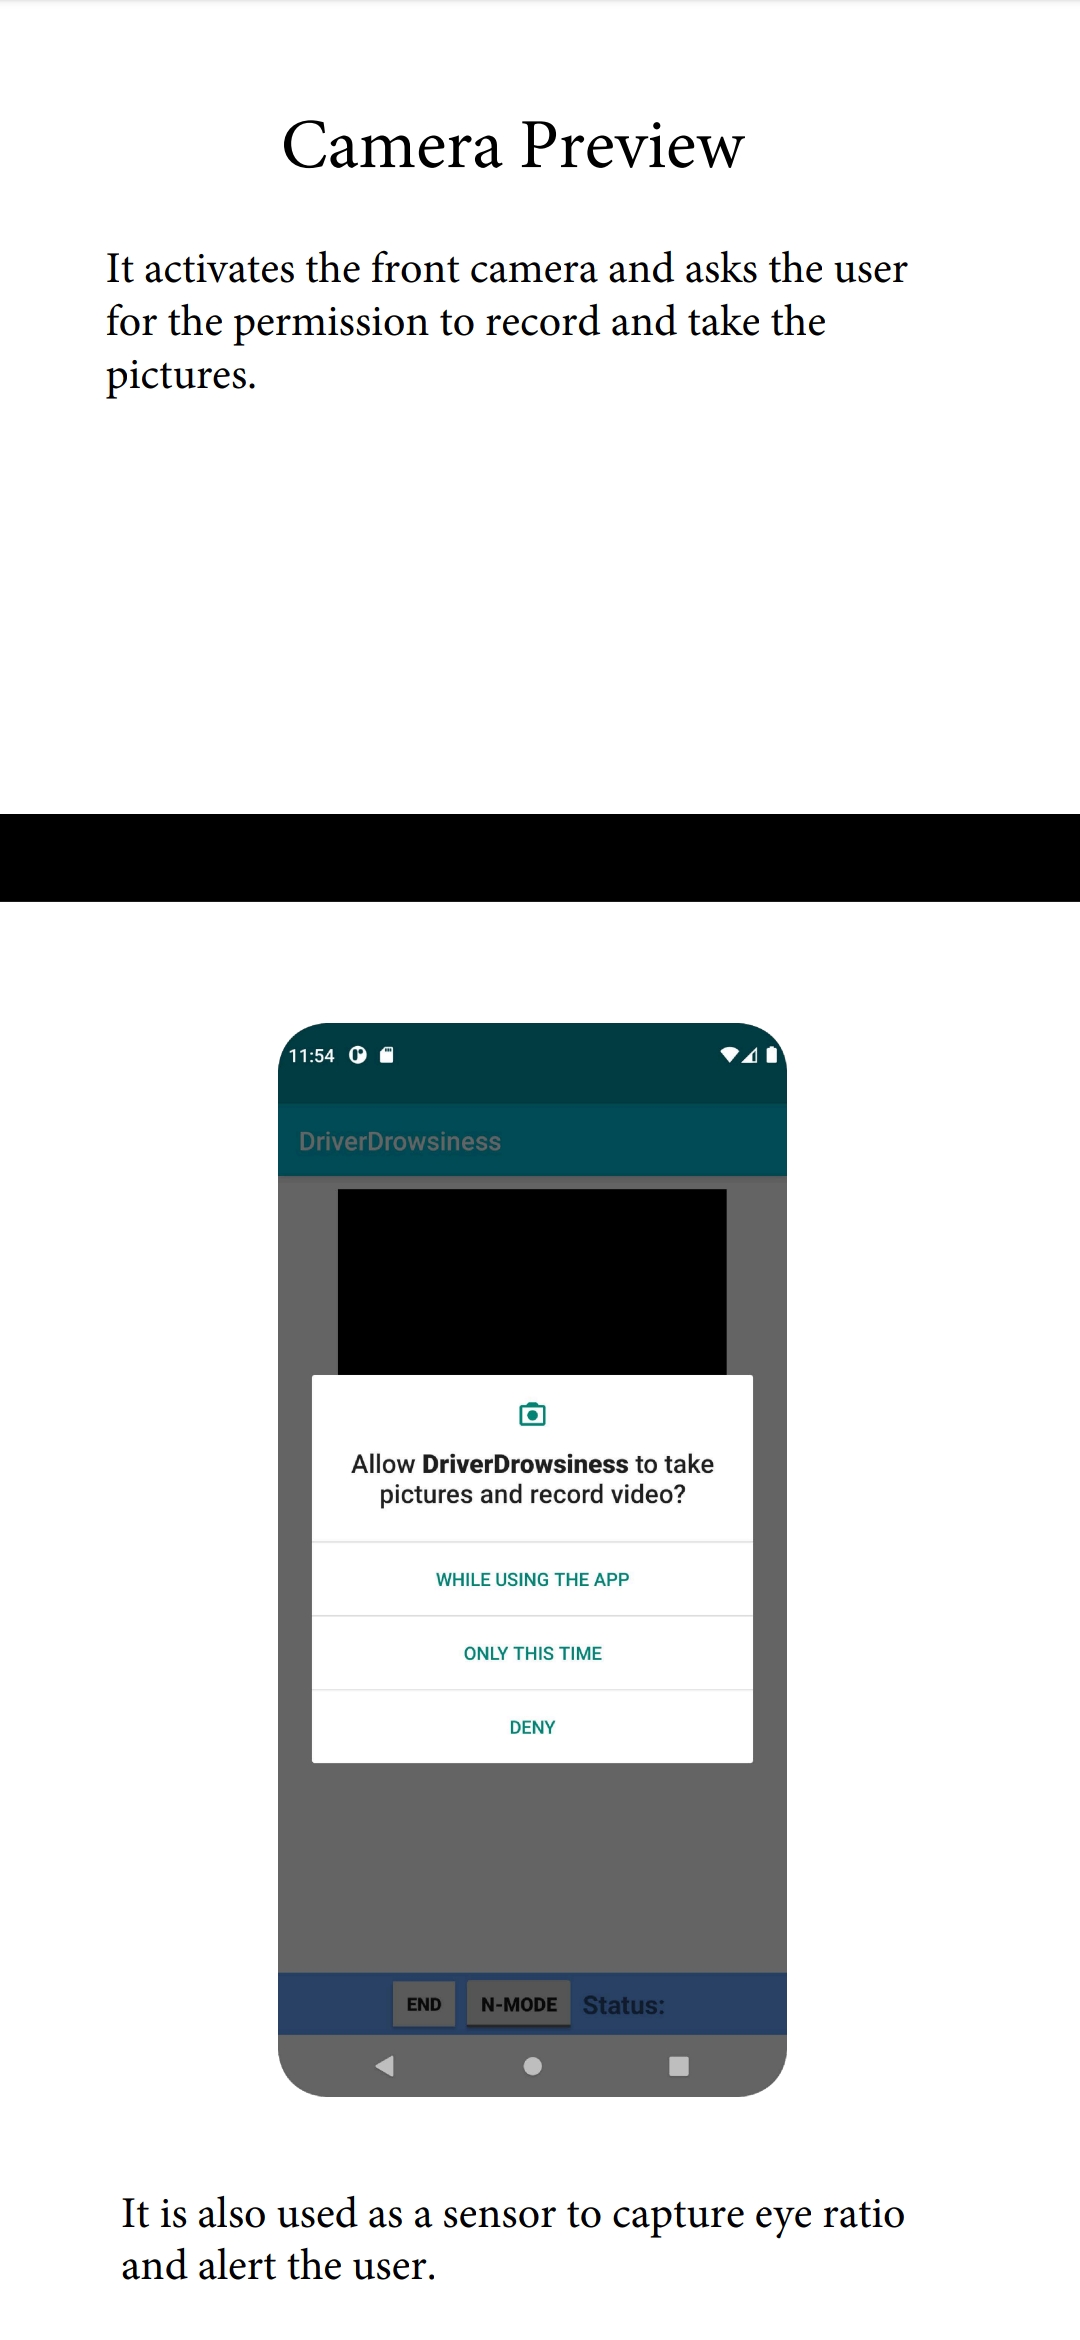 Camera Preview
It activates the front camera and asks the user
for the permission to record and take the
pictures.
11:54
DriverDrowsiness
Allow DriverDrowsiness to take
pictures and record video?
WHILE USING THE APP
ONLY THIS TIME
DENY
END N-MODE Status:
It is also used as a sensor to capture eye ratio
and alert the user.